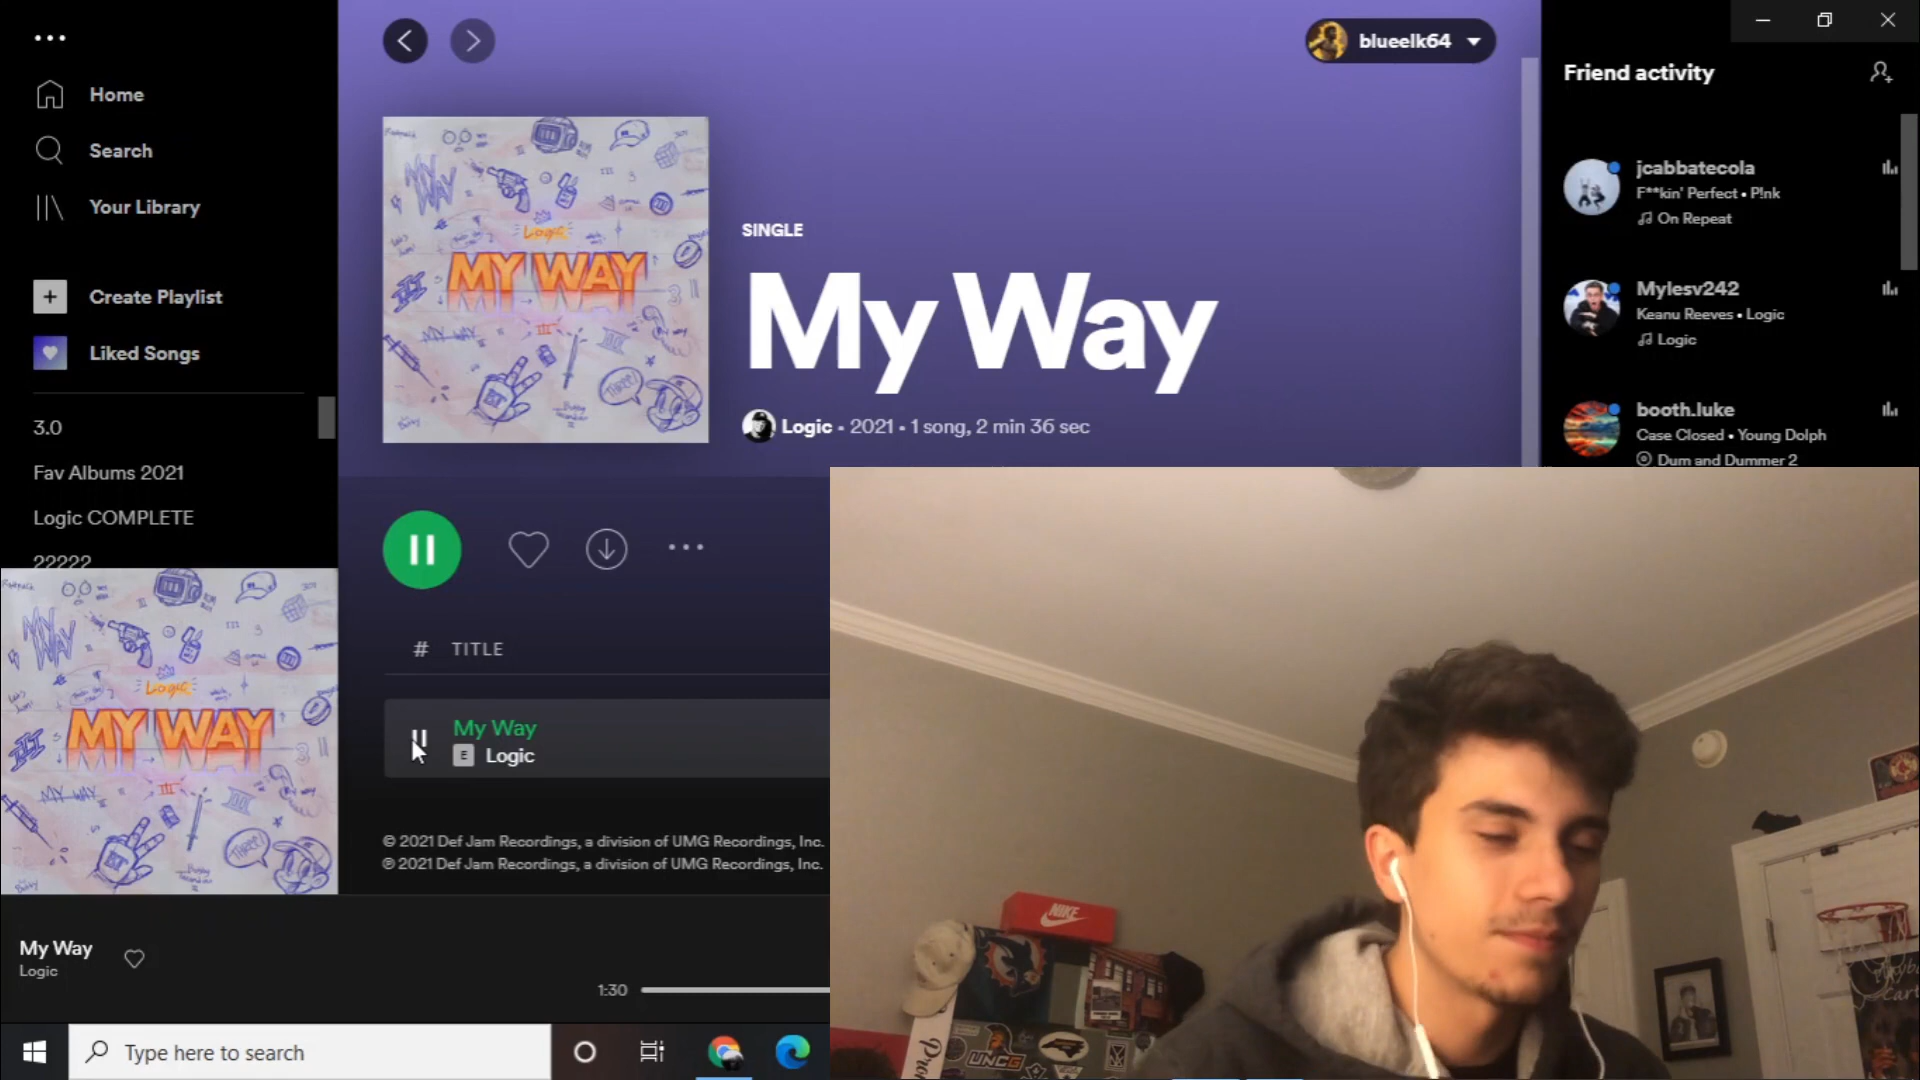 Home
Search
Your Library
Create Playlist
Liked Songs
3.0
Fav Albums 2021
Logic COMPLETE
22222
Logic
MY WAY
SINGLE
My Way
Logic • 2021 • 1 song, 2 min 36 sec
# TITLE
My Way
E Logic
© 2021 Def Jam Recordings, a division of UMG Recordings, Inc.
℗ 2021 Def Jam Recordings, a division of UMG Recordings, Inc.
blueelk64
Friend activity
jcabbatecola
F**kin' Perfect • P!nk
On Repeat
Mylesv242
Keanu Reeves • Logic
Logic
booth.luke
Case Closed • Young Dolph
Dum and Dummer 2
Logic
MY WAY
My Way
Logic
1:30
Type here to search
NIKE
UNCG